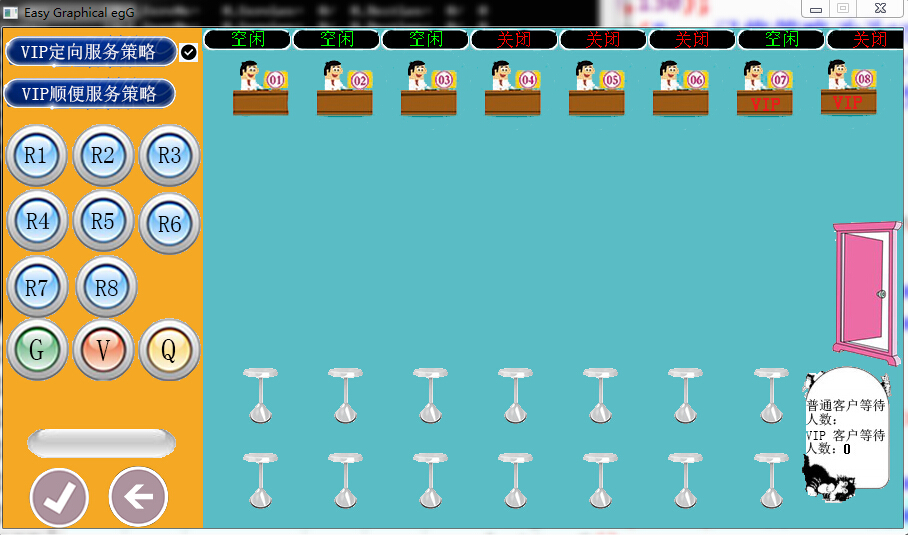 Easy Graphical egG
VIP定向服务策略
VIP顺便服务策略
空闲 空闲 空闲 关闭 关闭 关闭 空闲 关闭
01 02 03 04 05 06 07 08
VIP VIP
R1 R2 R3
R4 R5 R6
R7 R8
G V Q
普通客户等待
人数:
VIP 客户等待
人数: 0